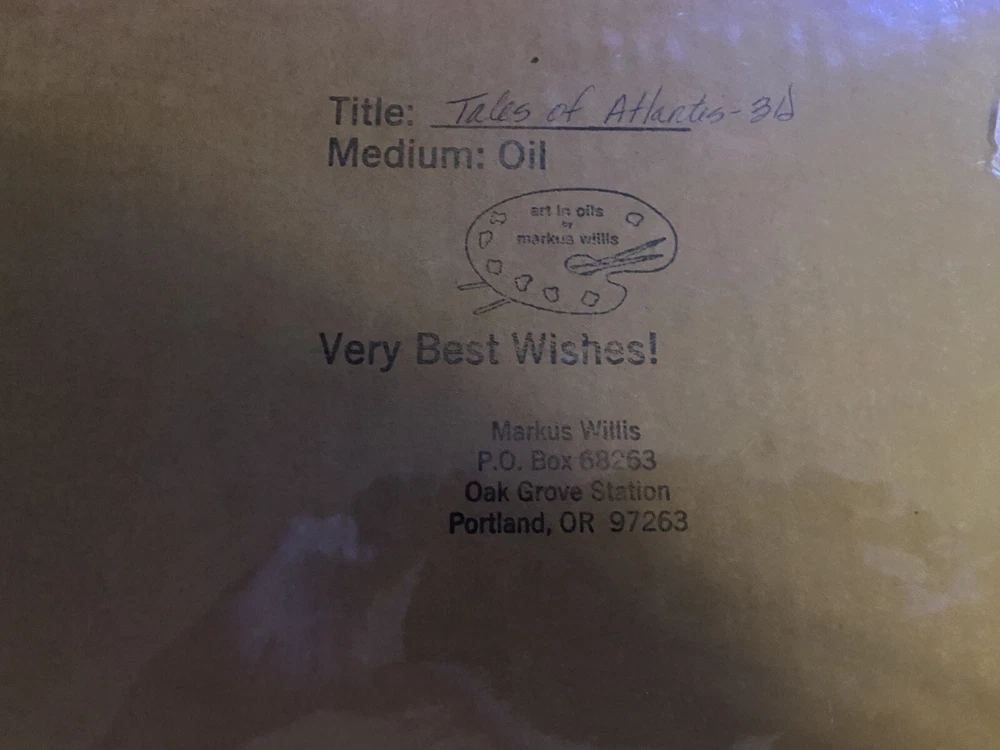 Title: Tales of Atlantis-3D
Medium: Oil
art in oils
by
markus willis
Very Best Wishes!
Markus Willis
P.O. Box 68263
Oak Grove Station
Portland, OR 97263